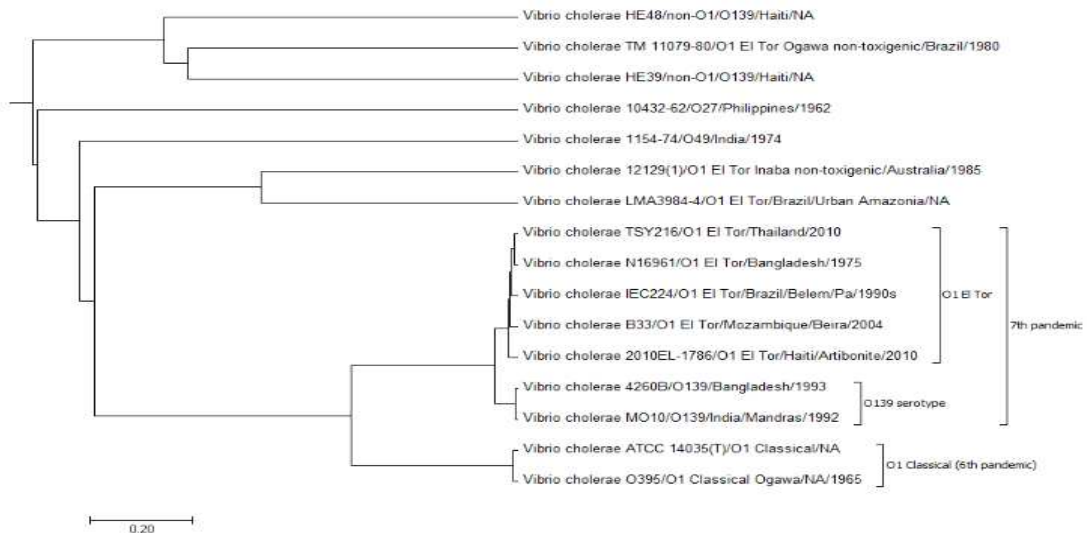 Vibrio cholerae HE48/non-O1/O139/Haiti/NA
Vibrio cholerae TM 11079-80/O1 El Tor Ogawa non-toxigenic/Brazil/1980
Vibrio cholerae HE39/non-O1/O139/Haiti/NA
Vibrio cholerae 10432-62/O27/Philippines/1962
Vibrio cholerae 1154-74/O49/India/1974
Vibrio cholerae 12129(1)/O1 El Tor Inaba non-toxigenic/Australia/1985
Vibrio cholerae LMA3984-4/O1 El Tor/Brazil/Urban Amazonia/NA
Vibrio cholerae TSY216/O1 El Tor/Thailand/2010
Vibrio cholerae N16961/O1 El Tor/Bangladesh/1975
Vibrio cholerae IEC224/O1 El Tor/Brazil/Belem/Pa/1990s
O1 El Tor
Vibrio cholerae B33/O1 El Tor/Mozambique/Beira/2004
7th pandemic
Vibrio cholerae 2010EL-1786/O1 El Tor/Haiti/Artibonite/2010
Vibrio cholerae 4260B/O139/Bangladesh/1993
O139 serotype
Vibrio cholerae MO10/O139/India/Mandras/1992
Vibrio cholerae ATCC 14035(T)/O1 Classical/NA
O1 Classical (6th pandemic)
Vibrio cholerae O395/O1 Classical Ogawa/NA/1965
0.20